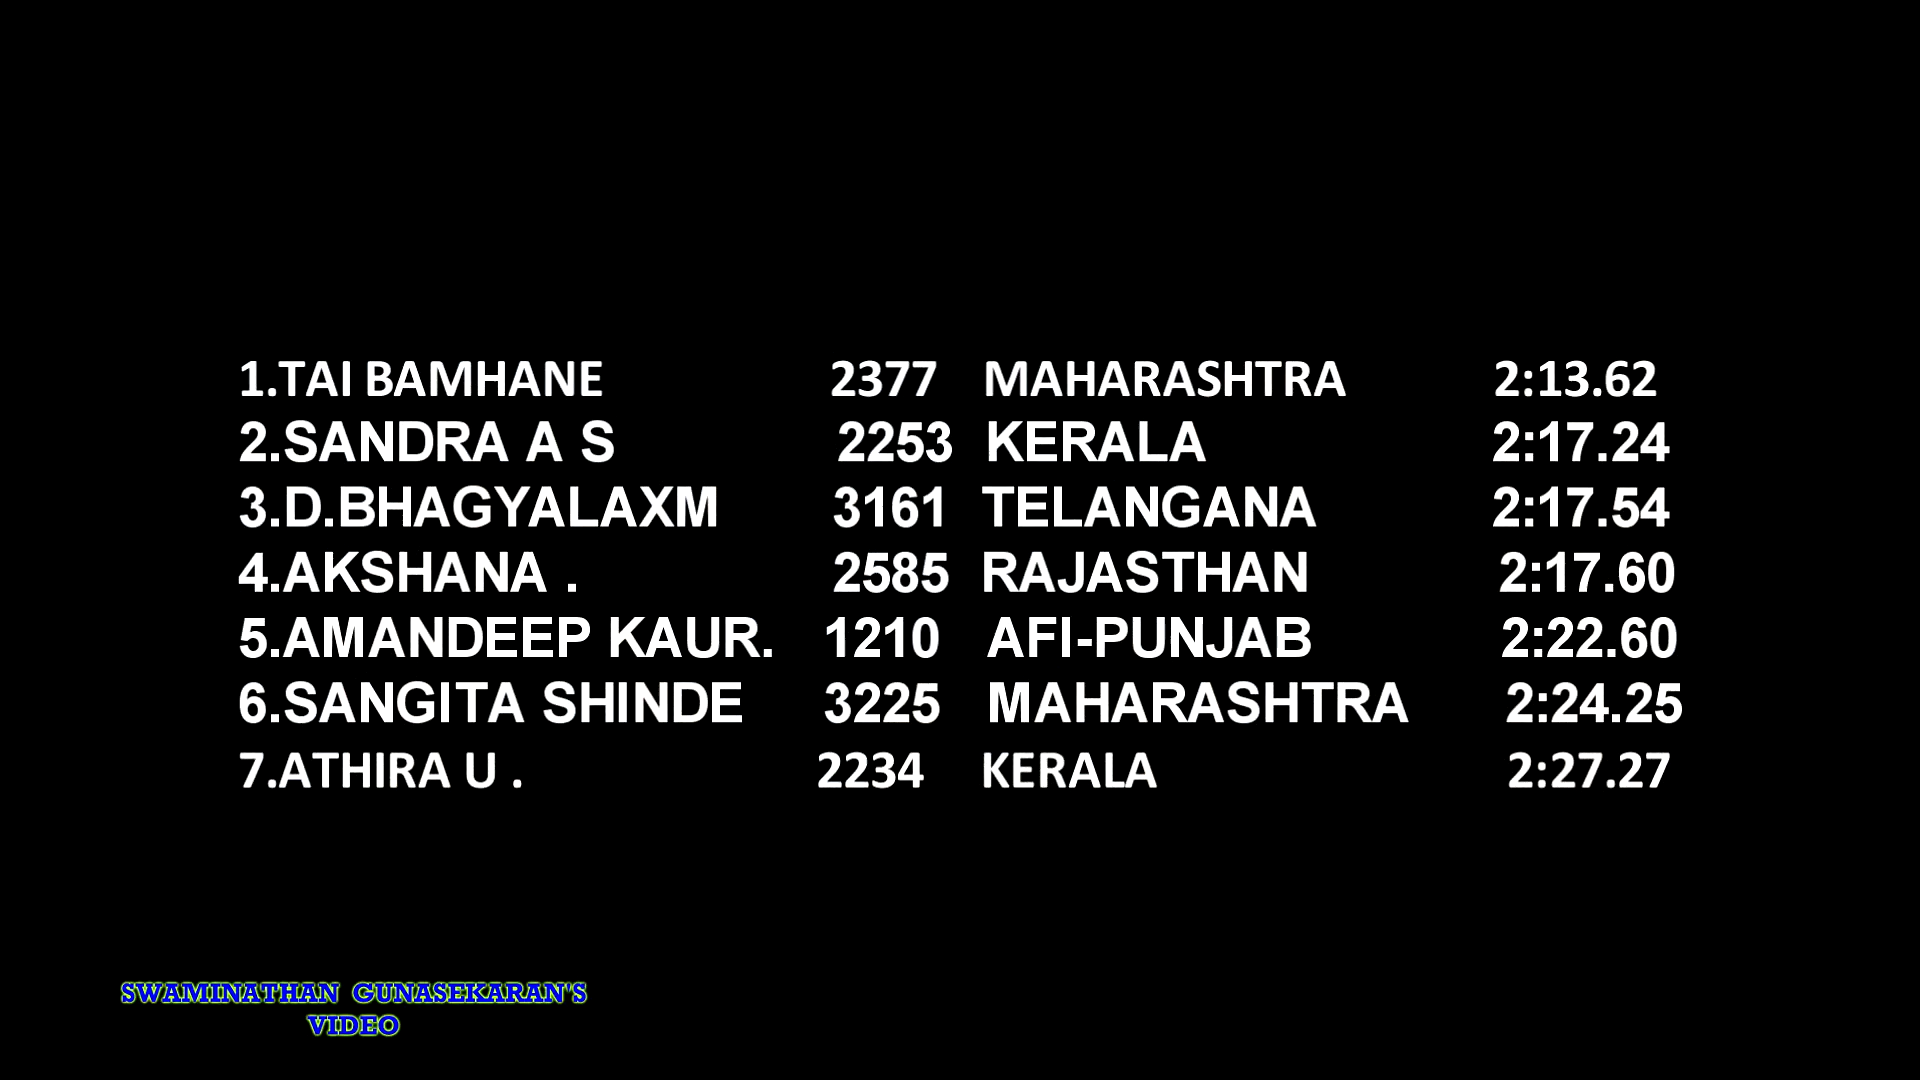 1.TAI BAMHANE 2377 MAHARASHTRA 2:13.62
2.SANDRA A S 2253 KERALA 2:17.24
3.D.BHAGYALAXM 3161 TELANGANA 2:17.54
4.AKSHANA . 2585 RAJASTHAN 2:17.60
5.AMANDEEP KAUR. 1210 AFI-PUNJAB 2:22.60
6.SANGITA SHINDE 3225 MAHARASHTRA 2:24.25
7.ATHIRA U . 2234 KERALA 2:27.27
SWAMINATHAN GUNASEKARAN'S
VIDEO